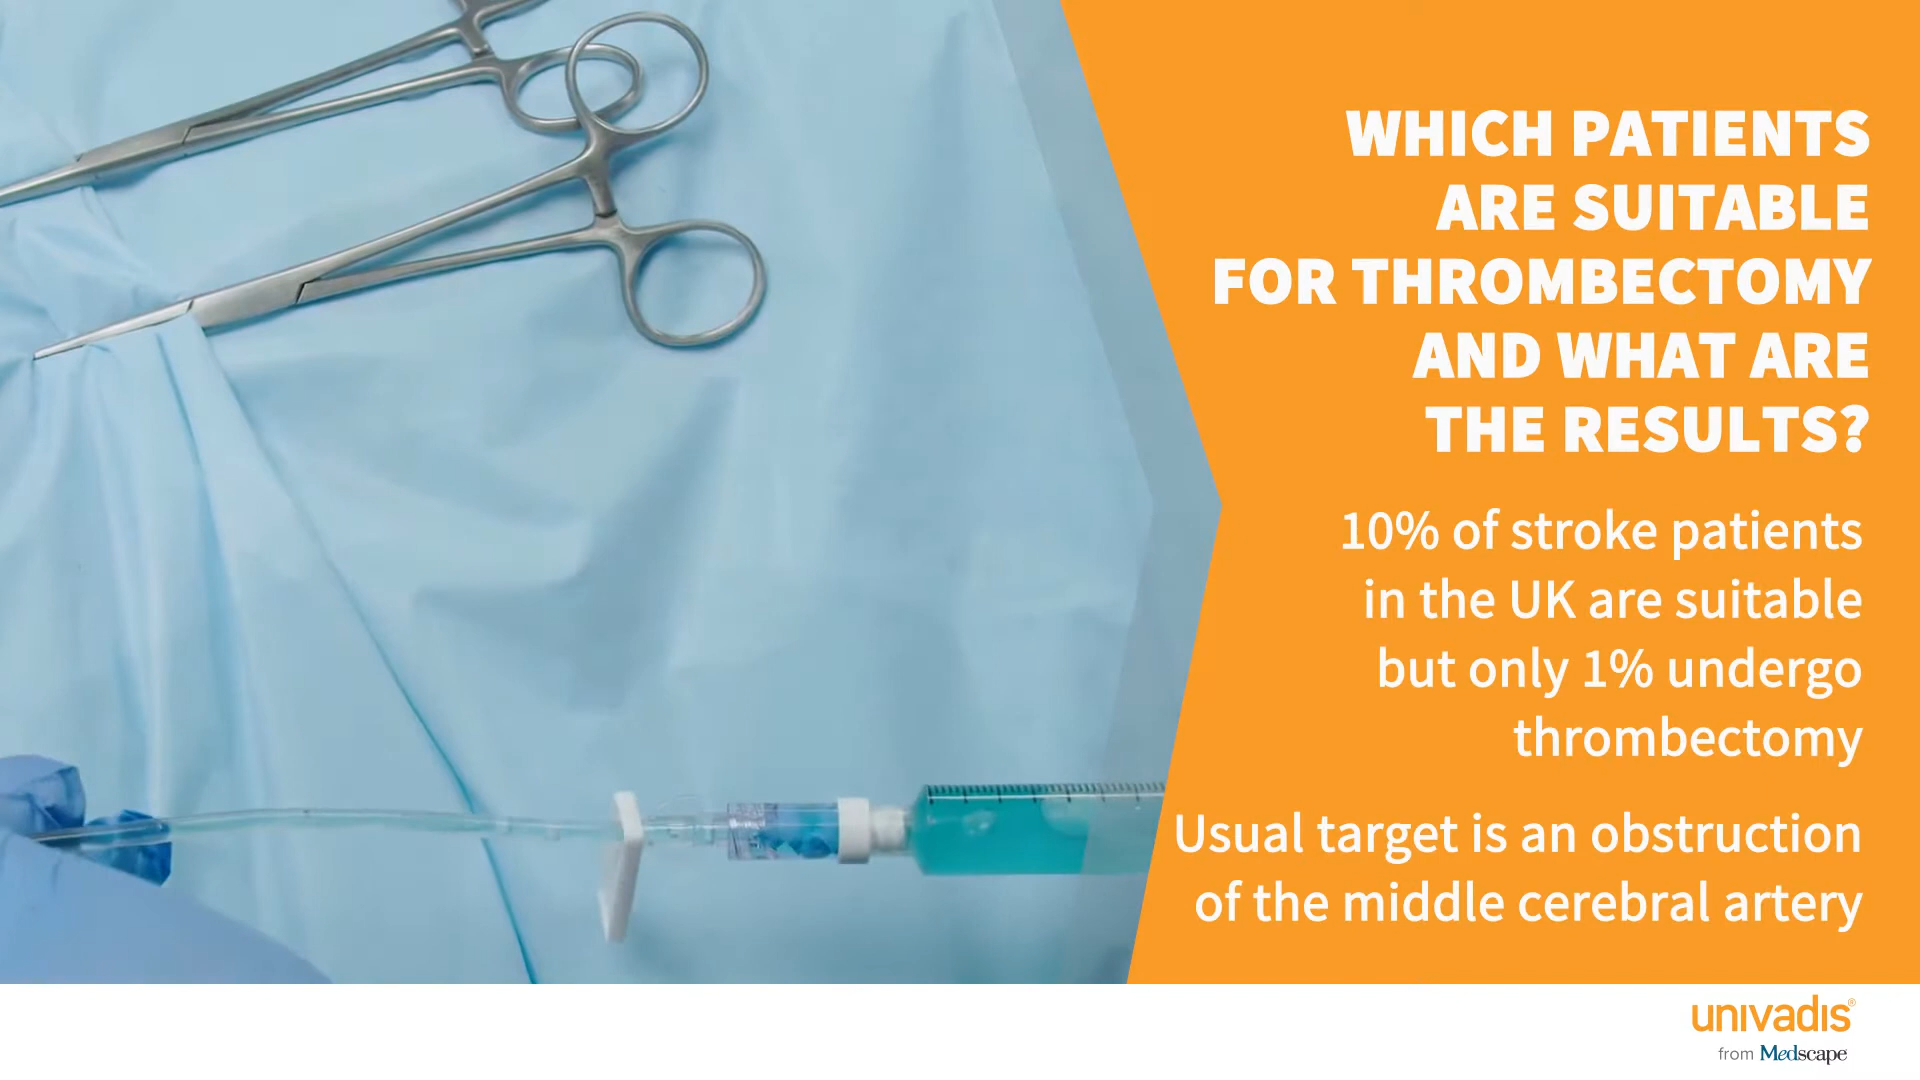 WHICH PATIENTS
ARE SUITABLE
FOR THROMBECTOMY
AND WHAT ARE
THE RESULTS?
10% of stroke patients
in the UK are suitable
but only 1% undergo
thrombectomy
Usual target is an obstruction
of the middle cerebral artery
univadis®
from Medscape